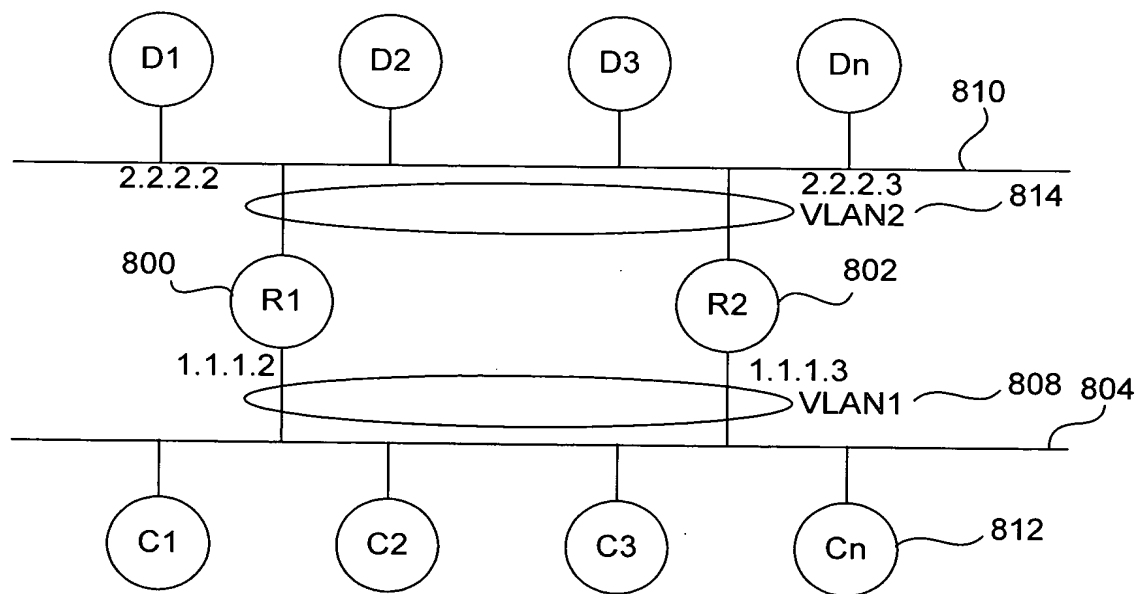 D1
D2
D3
Dn
810
2.2.2.2
2.2.2.3
VLAN2
814
800
R1
R2
802
1.1.1.2
1.1.1.3
VLAN1
808
804
C1
C2
C3
Cn
812